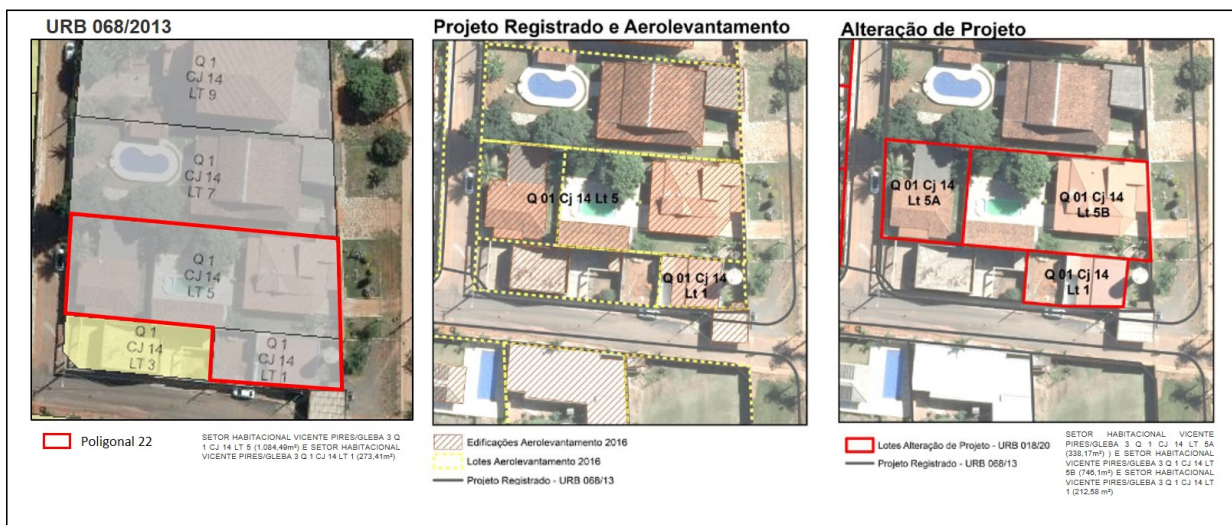 URB 068/2013
Q 1
CJ 14
LT 9
Q 1
CJ 14
LT 7
Q 1
CJ 14
LT 5
Q 1
CJ 14
LT 3
Q 1
CJ 14
LT 1
Poligonal 22
SETOR HABITACIONAL VICENTE PIRES/GLEBA 3 Q
1 CJ 14 LT 5 (1.084,49m²) E SETOR HABITACIONAL
VICENTE PIRES/GLEBA 3 Q 1 CJ 14 LT 1 (273,41m²)
Projeto Registrado e Aerolevantamento
Q 01 Cj 14 Lt 5
Q 01 Cj 14
Lt 1
Edificações Aerolevantamento 2016
Lotes Aerolevantamento 2016
Projeto Registrado - URB 068/13
Alteração de Projeto
Q 01 Cj 14
Lt 5A
Q 01 Cj 14
Lt 5B
Q 01 Cj 14
Lt 1
Lotes Alteração de Projeto - URB 018/20
Projeto Registrado - URB 068/13
SETOR HABITACIONAL VICENTE
PIRES/GLEBA 3 Q 1 CJ 14 LT 5A
(338,17m²) ) E SETOR HABITACIONAL
VICENTE PIRES/GLEBA 3 Q 1 CJ 14 LT
5B (746,1m²) E SETOR HABITACIONAL
VICENTE PIRES/GLEBA 3 Q 1 CJ 14 LT
1 (212,58 m²)